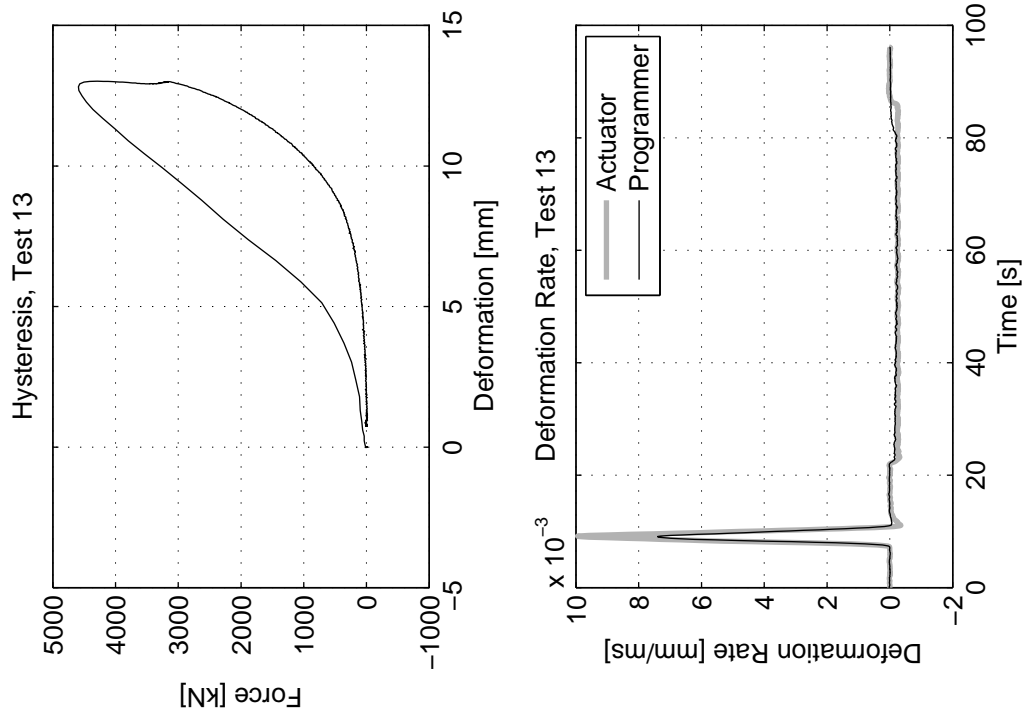 Hysteresis, Test 13
5000
4000
3000
2000
1000
0
−1000
Force [kN]
−5
0
5
10
15
Deformation [mm]
Deformation Rate, Test 13
x 10−3
10
8
6
4
2
0
−2
Deformation Rate [mm/ms]
Actuator
Programmer
0
20
40
60
80
100
Time [s]